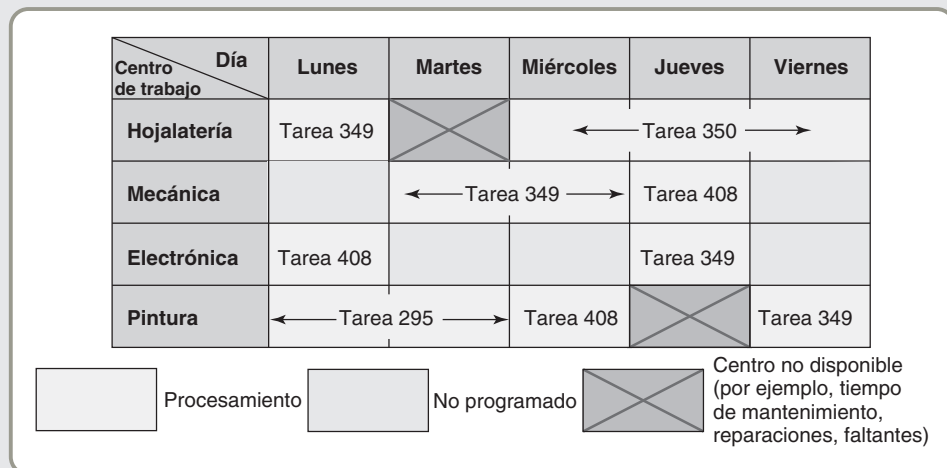 Día
Centro
de trabajo
Lunes
Martes
Miércoles
Jueves
Viernes
Hojalatería
Tarea 349
Tarea 350
Mecánica
Tarea 349
Tarea 408
Electrónica
Tarea 408
Tarea 349
Pintura
Tarea 295
Tarea 408
Tarea 349
Procesamiento
No programado
Centro no disponible
(por ejemplo, tiempo
de mantenimiento,
reparaciones, faltantes)